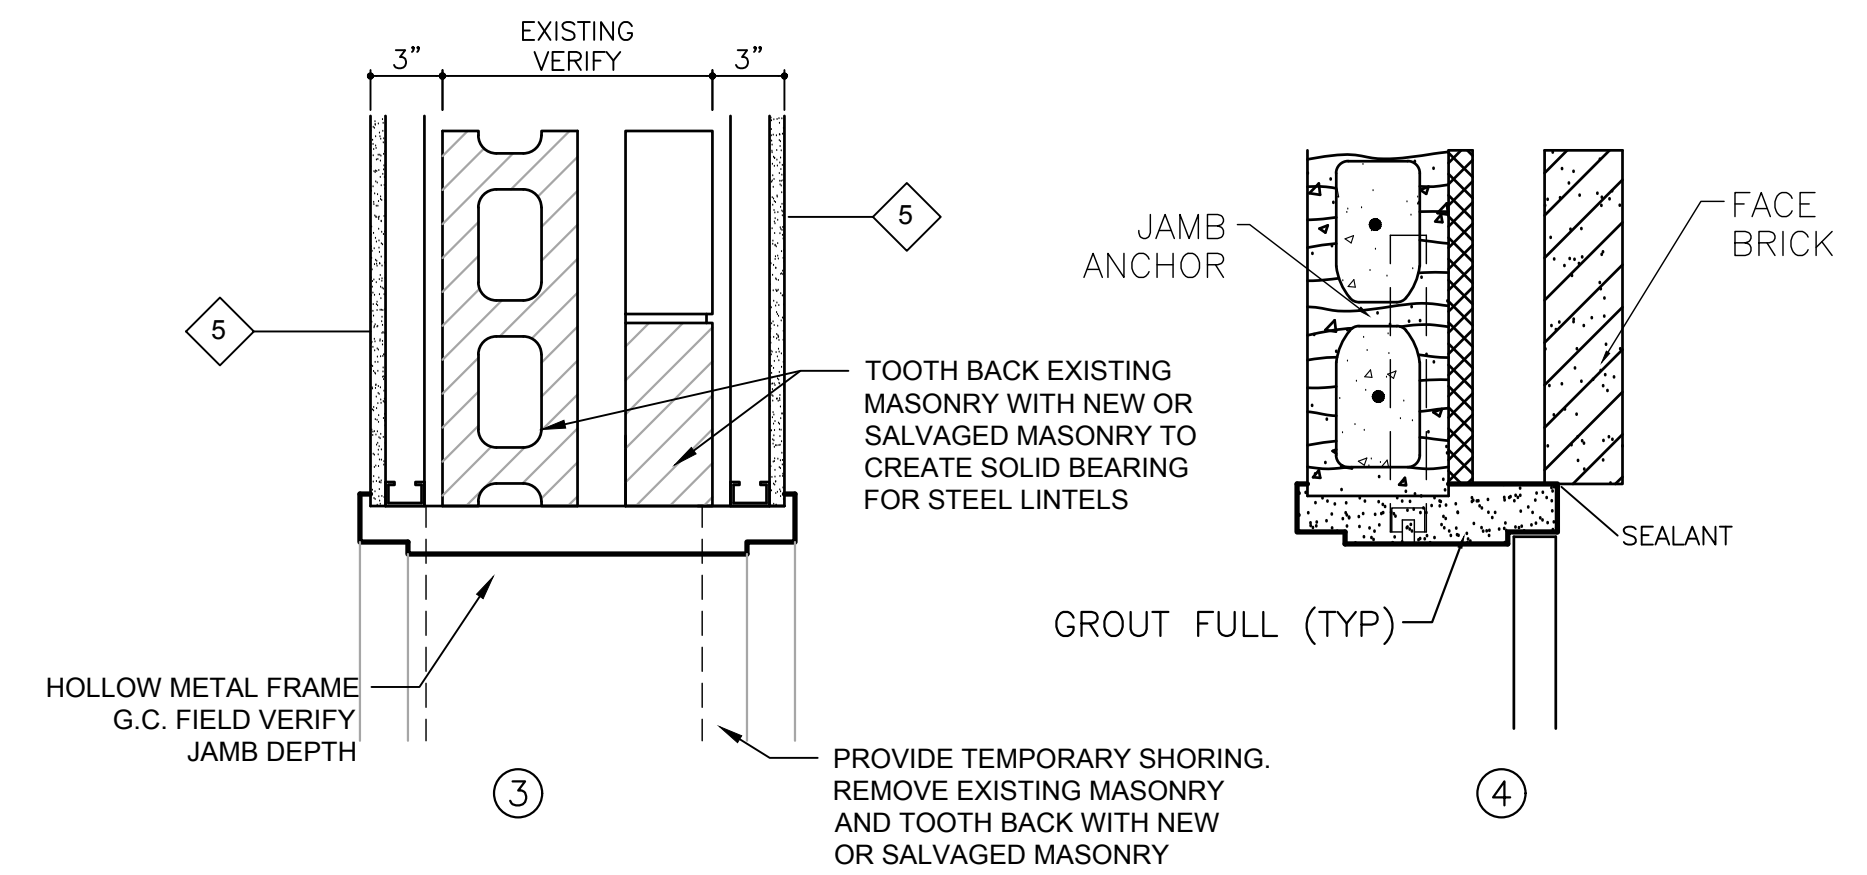 EXISTING
VERIFY
3”
3”
5
5
TOOTH BACK EXISTING
MASONRY WITH NEW OR
SALVAGED MASONRY TO
CREATE SOLID BEARING
FOR STEEL LINTELS
HOLLOW METAL FRAME
G.C. FIELD VERIFY
JAMB DEPTH
PROVIDE TEMPORARY SHORING.
REMOVE EXISTING MASONRY
AND TOOTH BACK WITH NEW
OR SALVAGED MASONRY
3
JAMB
ANCHOR
FACE
BRICK
SEALANT
GROUT FULL (TYP)
4